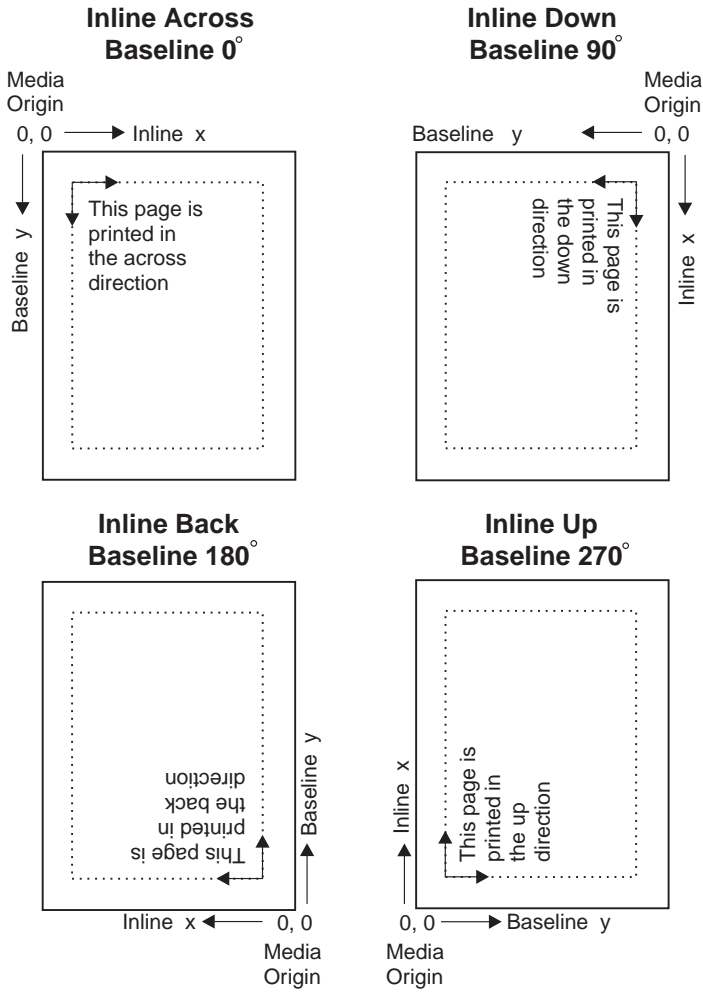 Inline Across
Baseline 0°
Media
Origin
0, 0
Inline x
Baseline y
This page is
printed in
the across
direction
Inline Down
Baseline 90°
Media
Origin
Baseline y
0, 0
Inline x
This page is
printed in
the down
direction
Inline Back
Baseline 180°
This page is
printed in
the back
direction
Baseline y
Inline x
0, 0
Media
Origin
Inline Up
Baseline 270°
Inline x
This page is
printed in
the up
direction
0, 0
Baseline y
Media
Origin